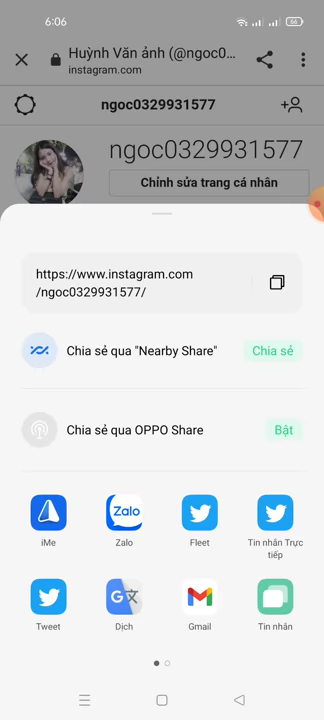 6:06
66
Huỳnh Văn ảnh (@ngoc0...
instagram.com
ngoc0329931577
ngoc0329931577
Chỉnh sửa trang cá nhân
https://www.instagram.com
/ngoc0329931577/
Chia sẻ qua "Nearby Share"
Chia sẻ
Chia sẻ qua OPPO Share
Bật
Zalo
iMe
Zalo
Fleet
Tin nhắn Trực
tiếp
Tweet
Dịch
Gmail
Tin nhắn